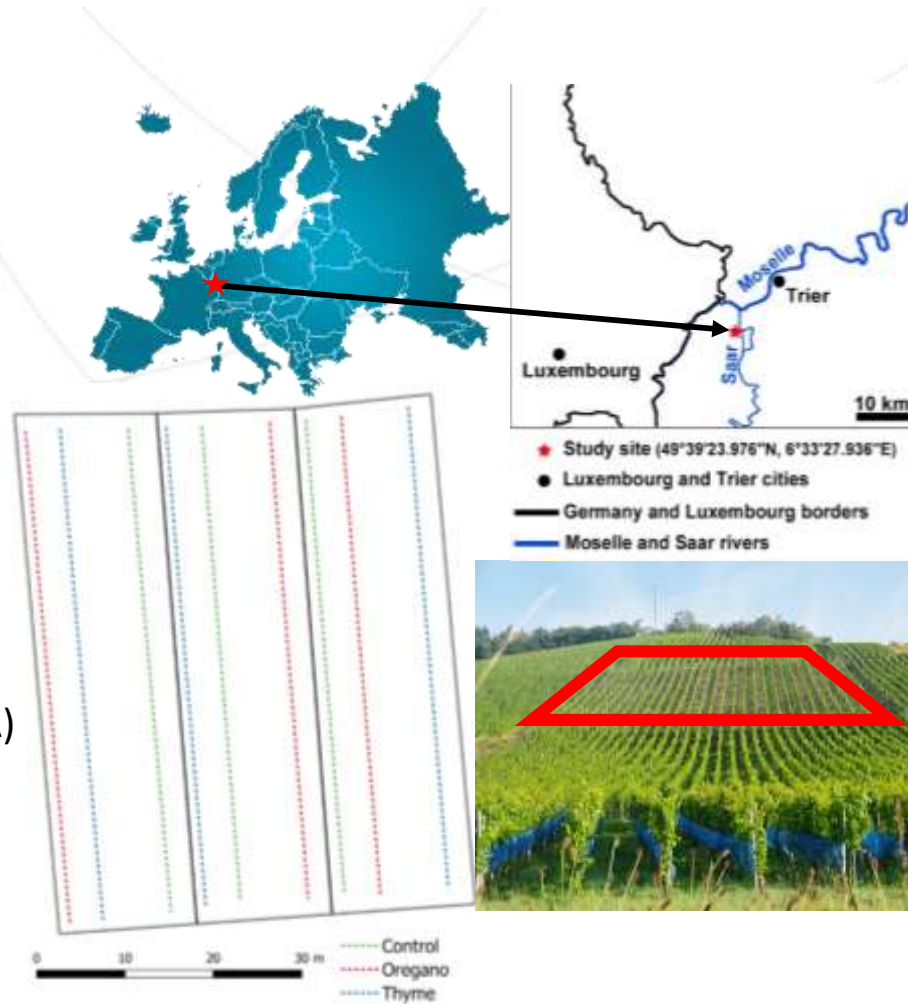 Moselle
Trier
Saar
Luxembourg
10 km
Study site (49°39'23.976"N, 6°33'27.936"E)
Luxembourg and Trier cities
Germany and Luxembourg borders
Moselle and Saar rivers
)
0 10 20 30 m
Control
Oregano
Thyme